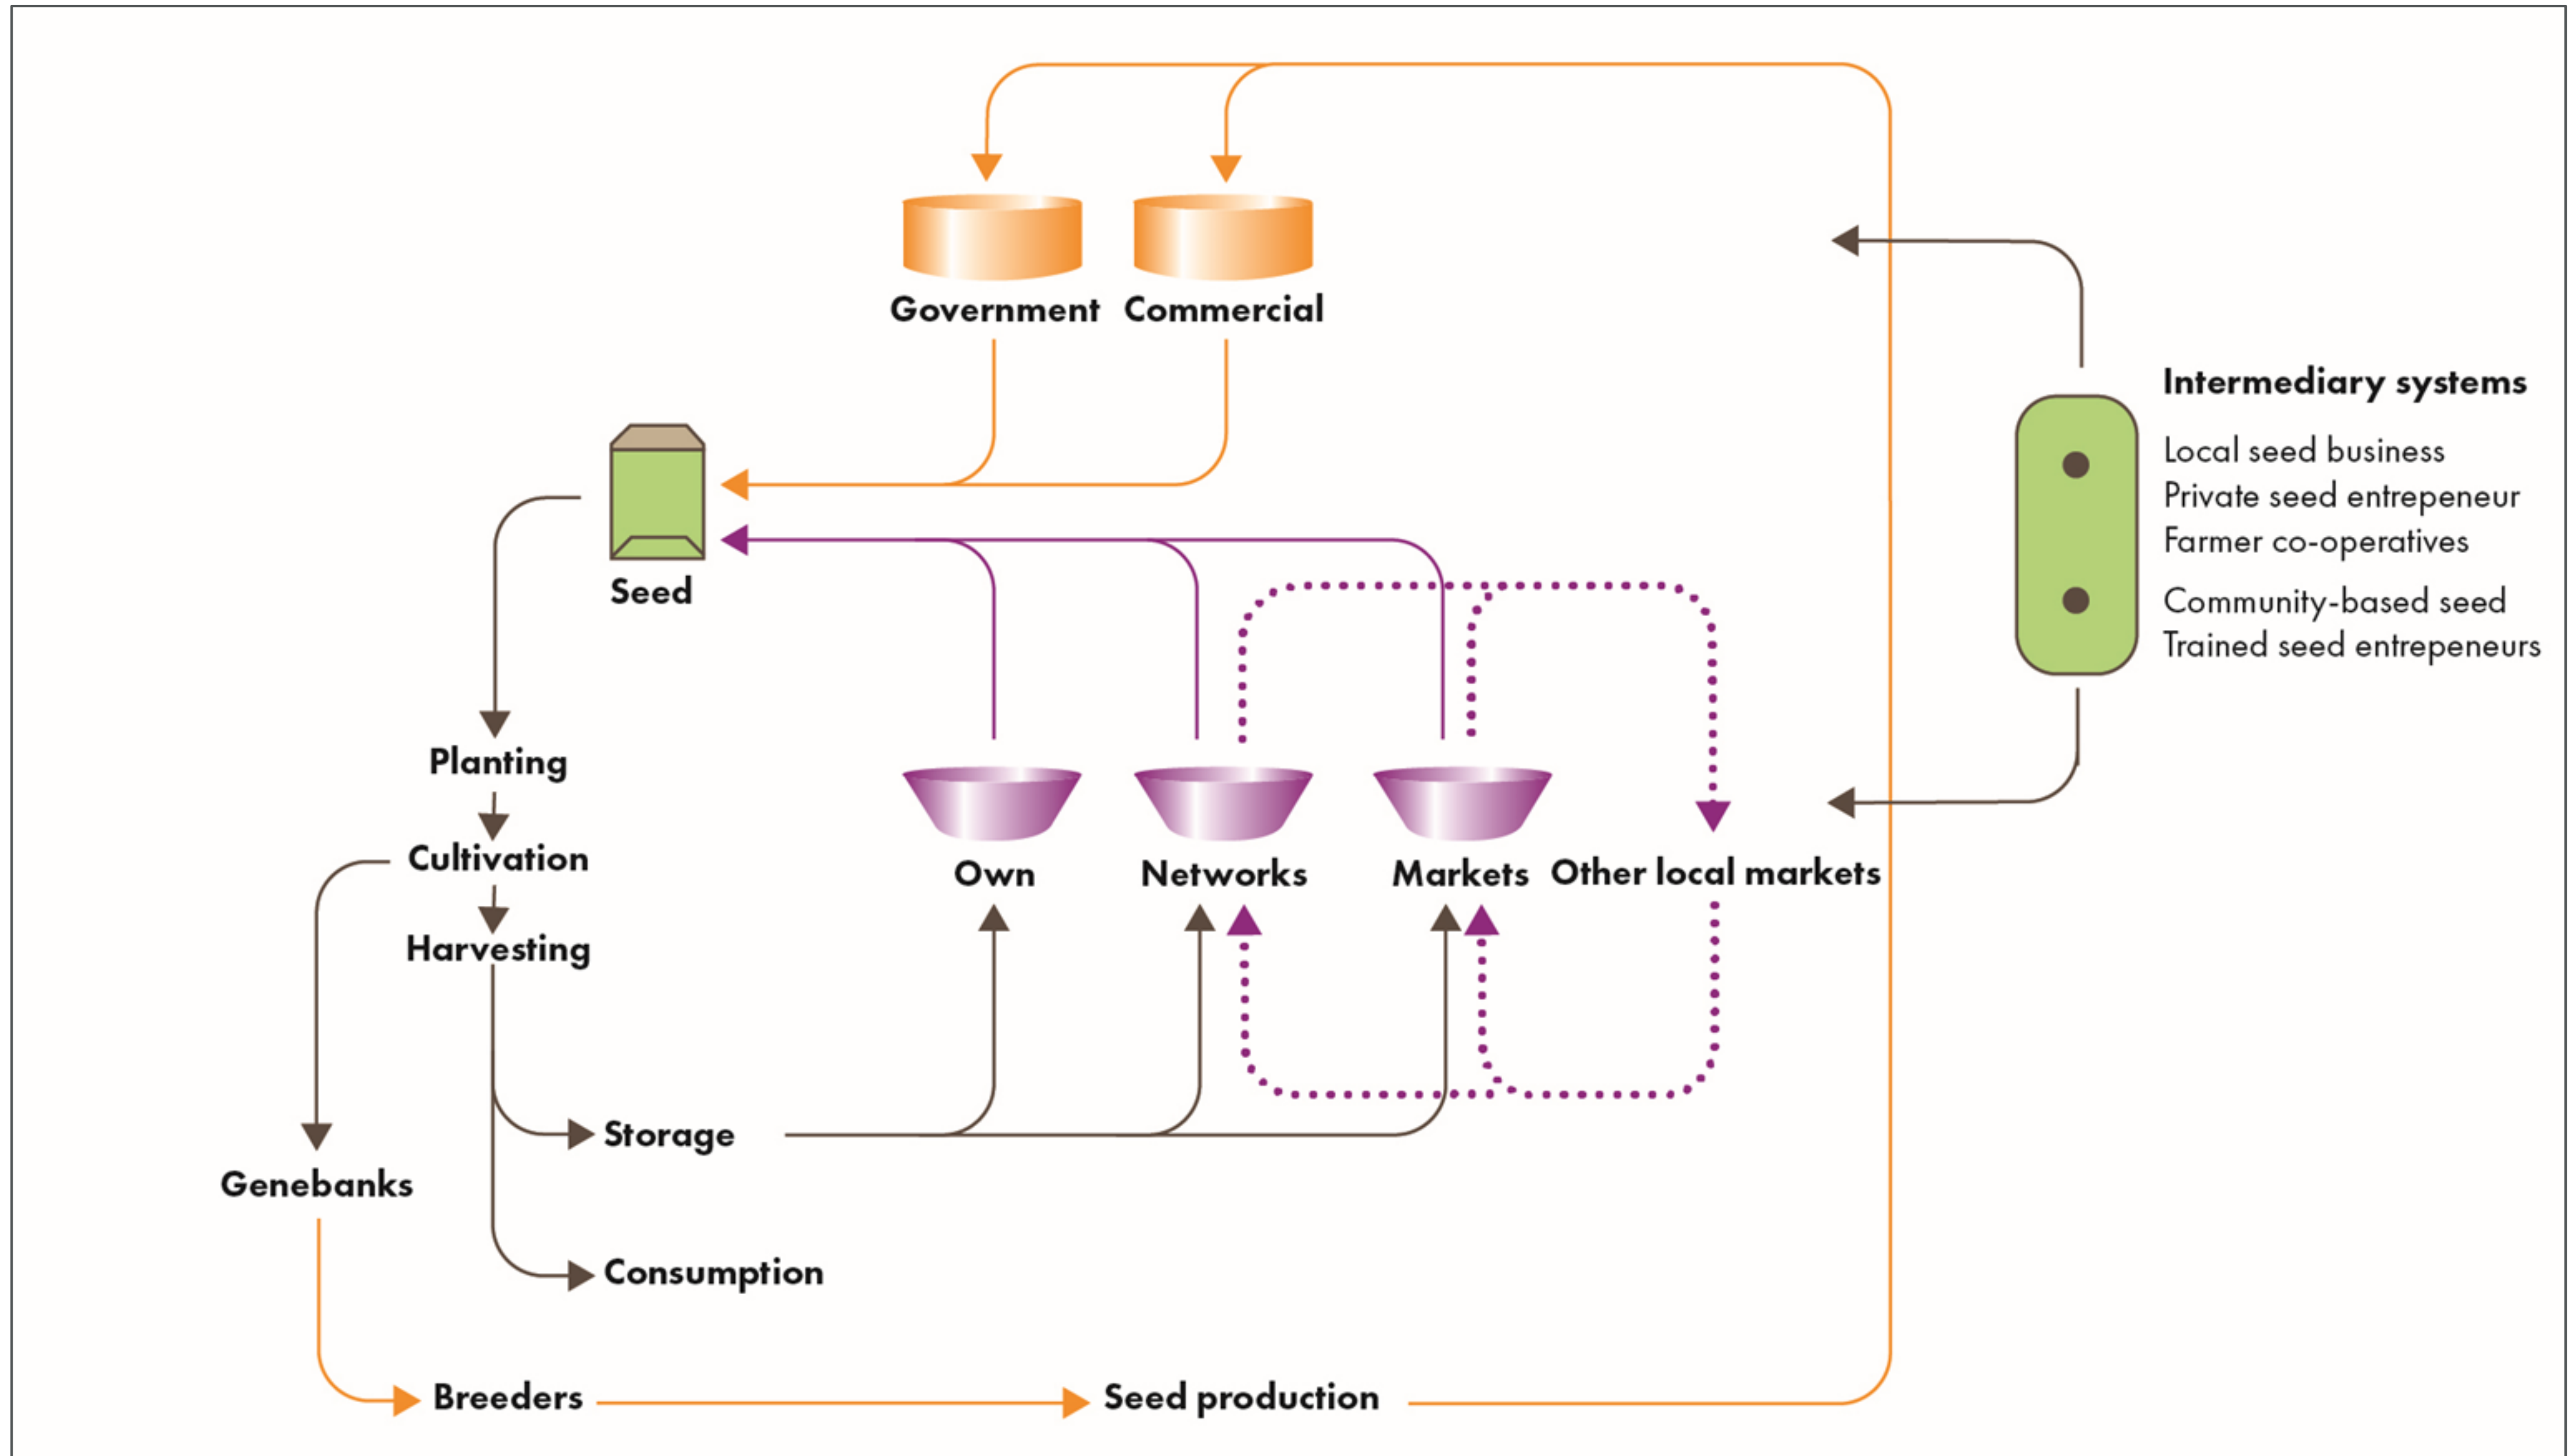 Government
Commercial
Intermediary systems
Local seed business
Private seed entrepeneur
Farmer co-operatives
Community-based seed
Trained seed entrepeneurs
Seed
Planting
Cultivation
Harvesting
Own
Networks
Markets
Other local markets
Storage
Genebanks
Consumption
Breeders
Seed production